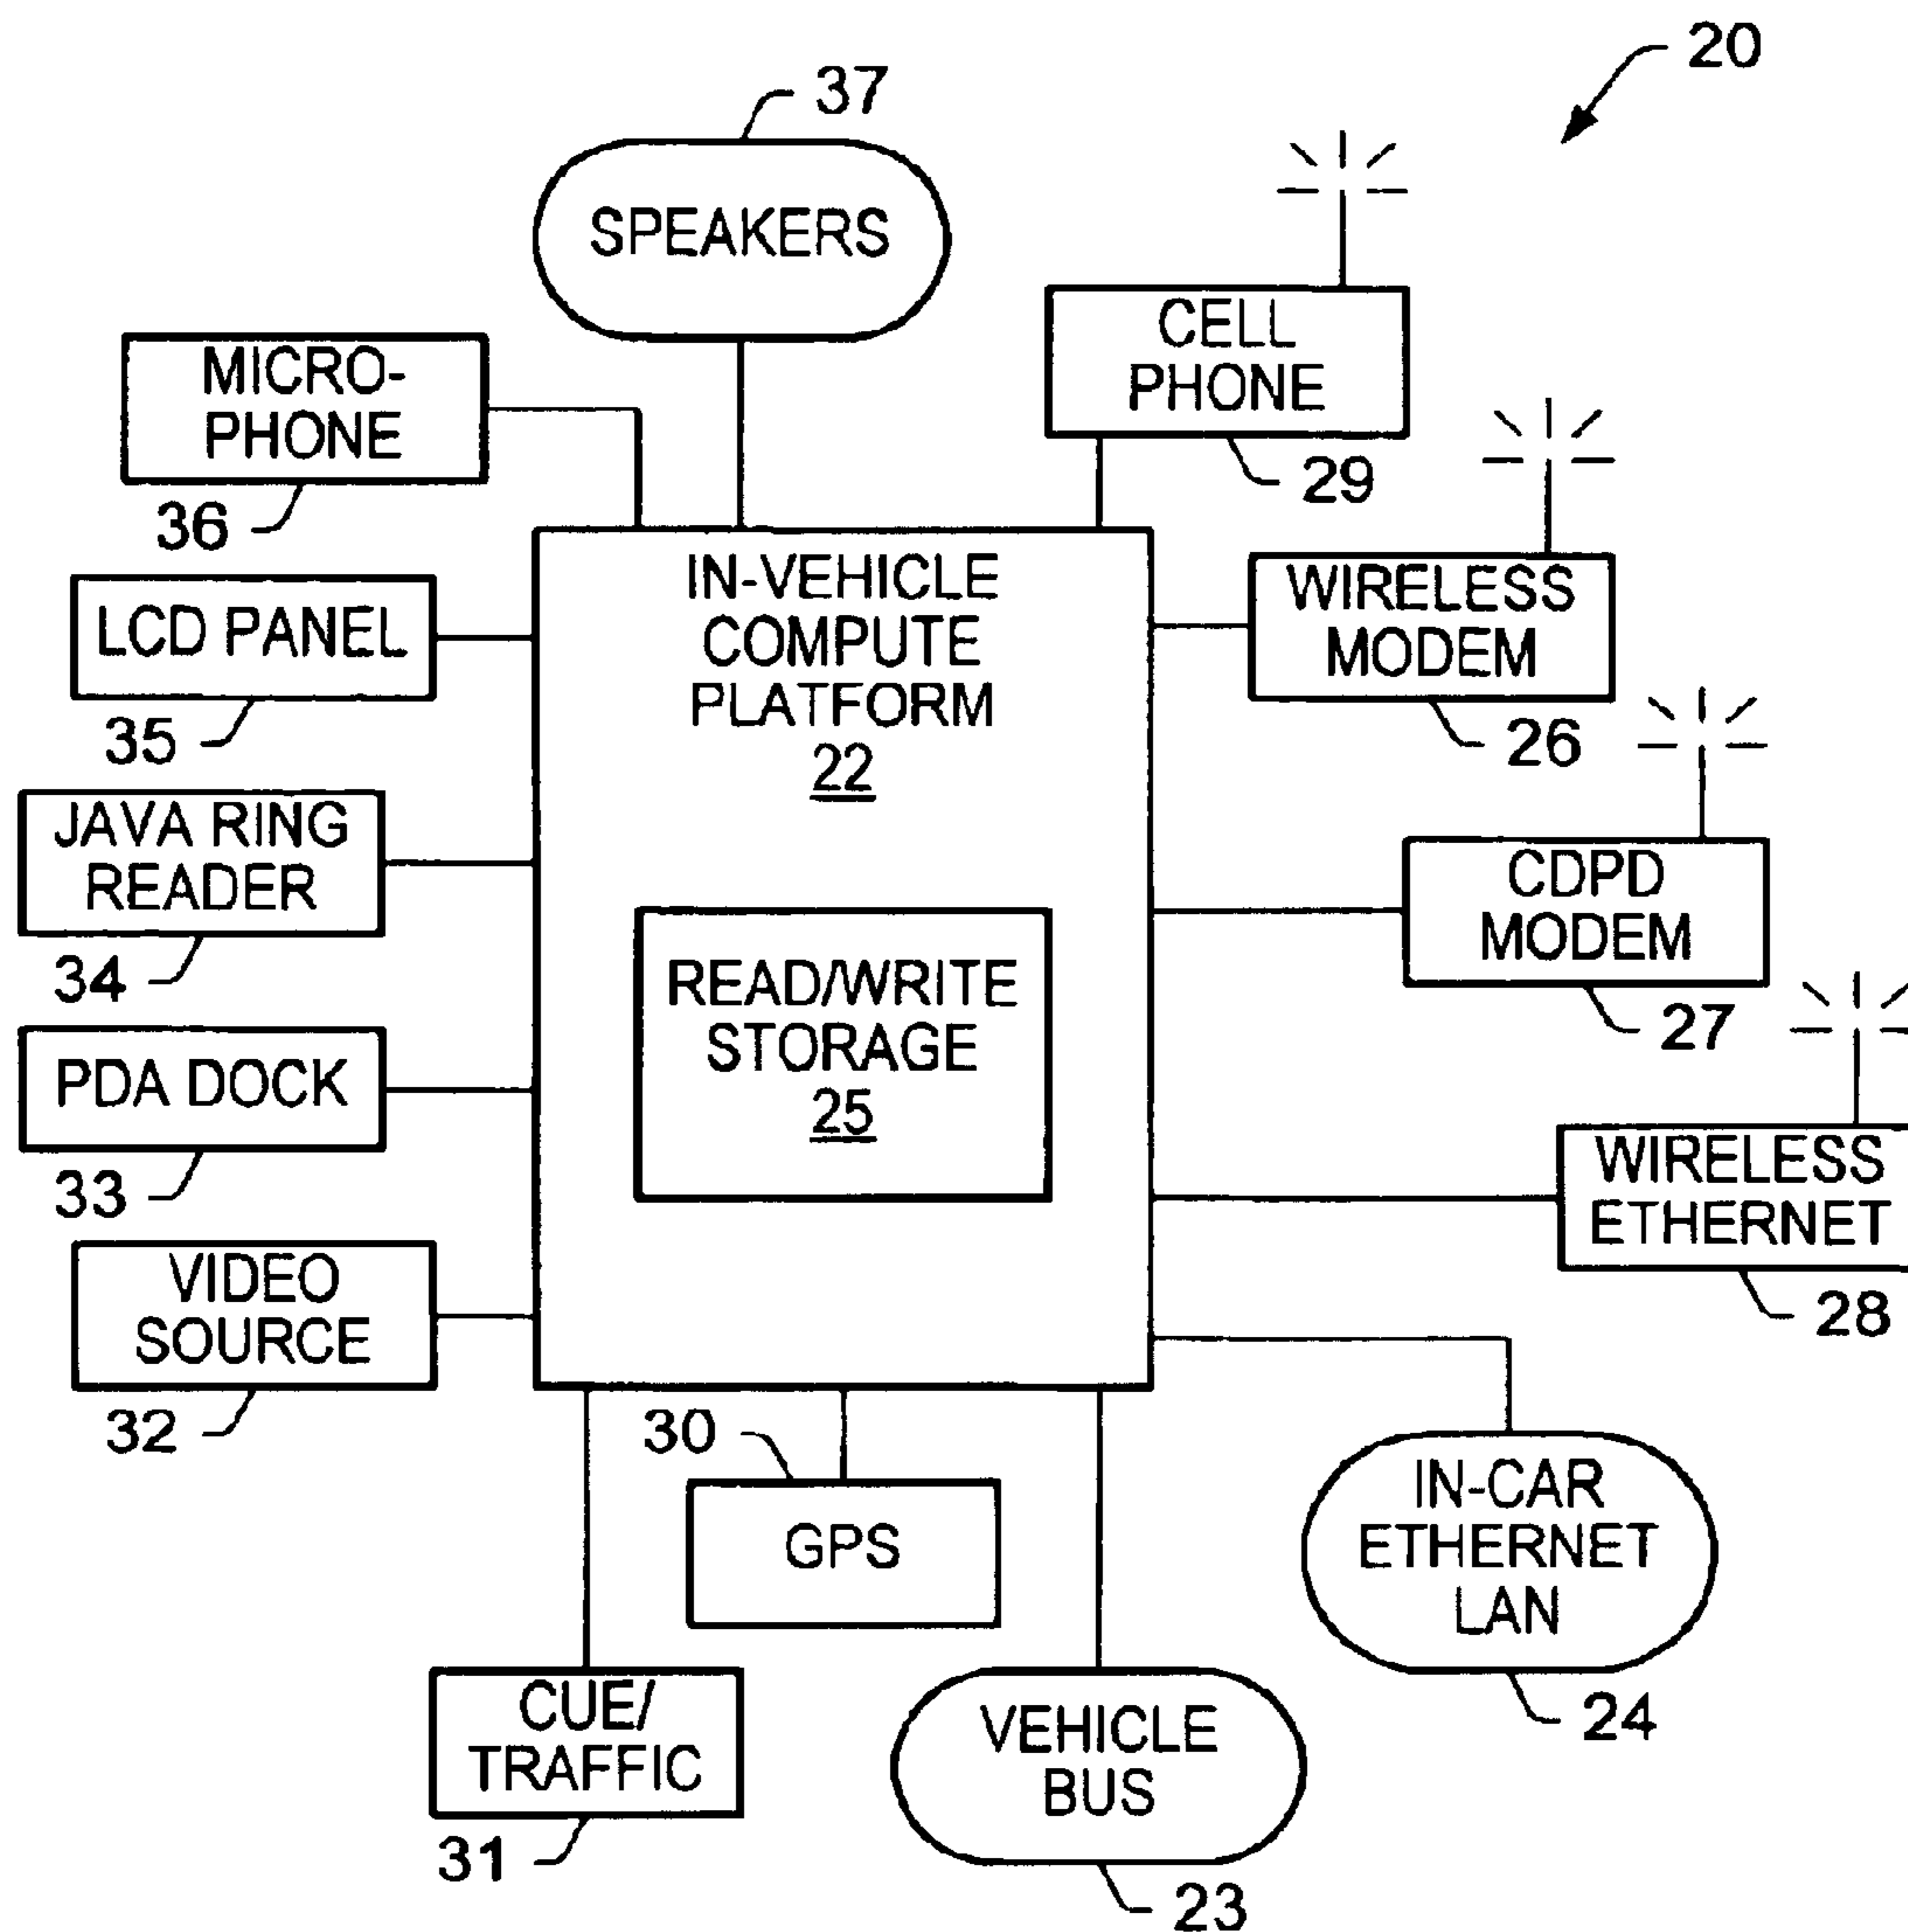 20
37
SPEAKERS
CELL
PHONE
29
MICRO-
PHONE
36
IN-VEHICLE
COMPUTE
PLATFORM
22
WIRELESS
MODEM
26
LCD PANEL
35
JAVA RING
READER
34
CDPD
MODEM
27
READ/WRITE
STORAGE
25
PDA DOCK
33
WIRELESS
ETHERNET
28
VIDEO
SOURCE
32
30
GPS
IN-CAR
ETHERNET
LAN
24
CUE/
TRAFFIC
31
VEHICLE
BUS
23